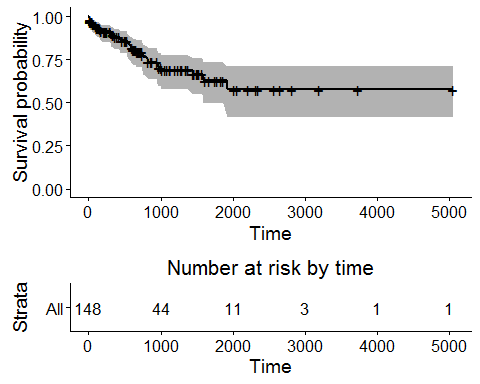 Survival probability
1.00
0.75
0.50
0.25
0.00
0 1000 2000 3000 4000 5000
Time
Number at risk by time
Strata
All 148 44 11 3 1 1
0 1000 2000 3000 4000 5000
Time